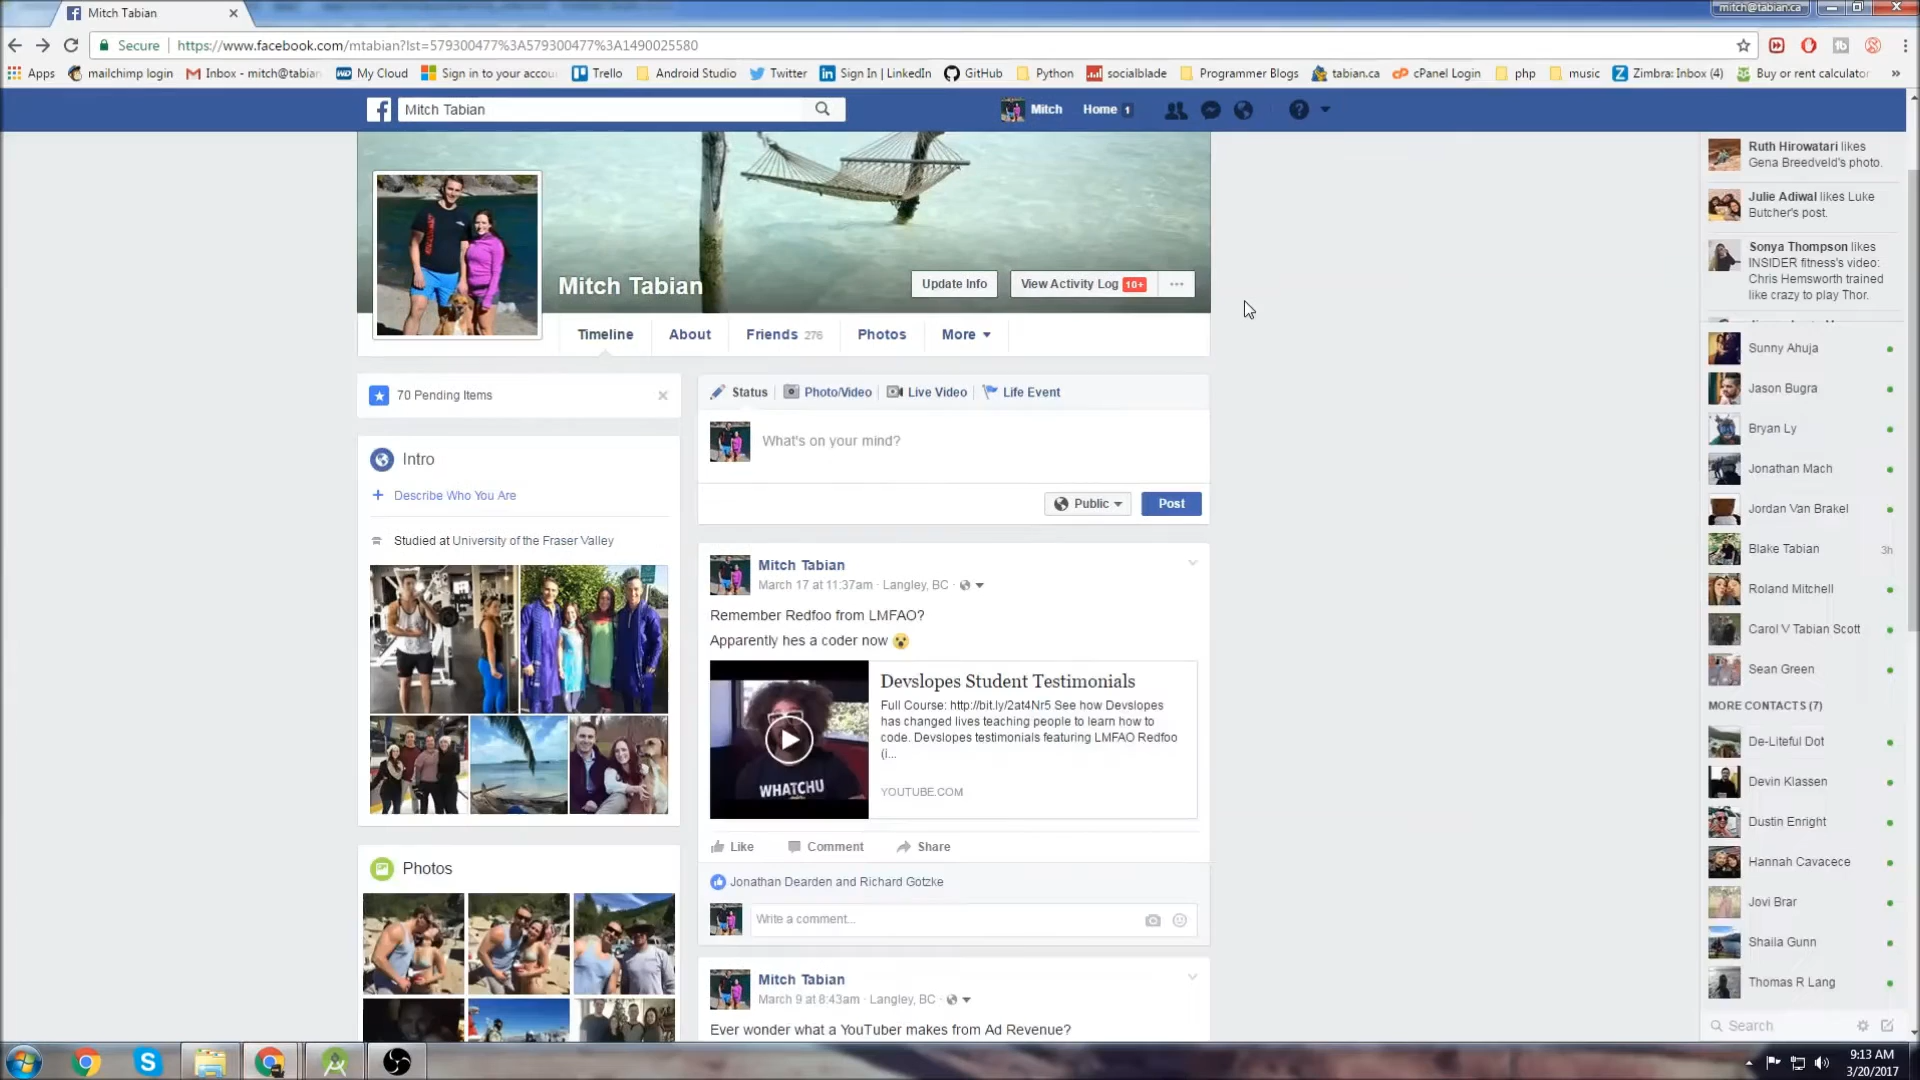 Mitch Tabian
mitch@tabian.ca
Secure
https://www.facebook.com/mtabian?lst=579300477%3A579300477%3A1490025580
Apps
mailchimp login
Inbox - mitch@tabian
My Cloud
Sign in to your accou
Trello
Android Studio
Twitter
Sign In | LinkedIn
GitHub
Python
socialblade
Programmer Blogs
tabian.ca
cPanel Login
php
music
Zimbra: Inbox (4)
Buy or rent calculator
Mitch Tabian
Mitch
Home 1
Mitch Tabian
Update Info
View Activity Log 10+
Timeline
About
Friends 276
Photos
More
70 Pending Items
Intro
Describe Who You Are
Studied at University of the Fraser Valley
Photos
Status
Photo/Video
Live Video
Life Event
What's on your mind?
Public
Post
Mitch Tabian
March 17 at 11:37am · Langley, BC ·
Remember Redfoo from LMFAO?
Apparently hes a coder now
WHATCHU
Devslopes Student Testimonials
Full Course: http://bit.ly/2at4Nr5 See how Devslopes
has changed lives teaching people to learn how to
code. Devslopes testimonials featuring LMFAO Redfoo
(i...
YOUTUBE.COM
Like
Comment
Share
Jonathan Dearden and Richard Gotzke
Write a comment...
Mitch Tabian
March 9 at 8:43am · Langley, BC ·
Ever wonder what a YouTuber makes from Ad Revenue?
Ruth Hirowatari likes
Gena Breedveld's photo.
Julie Adiwal likes Luke
Butcher's post.
Sonya Thompson likes
INSIDER fitness's video:
Chris Hemsworth trained
like crazy to play Thor.
Sunny Ahuja
Jason Bugra
Bryan Ly
Jonathan Mach
Jordan Van Brakel
Blake Tabian 3h
Roland Mitchell
Carol V Tabian Scott
Sean Green
MORE CONTACTS (7)
De-Liteful Dot
Devin Klassen
Dustin Enright
Hannah Cavacece
Jovi Brar
Shaila Gunn
Thomas R Lang
Search
9:13 AM
3/20/2017